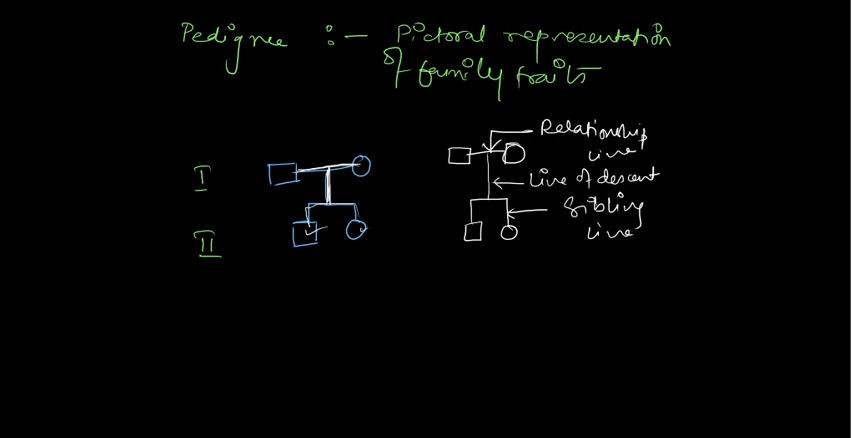 Pedigree :- Pictoral representation
of family traits
Relationship
line
I
Line of descent
Sibling
line
II